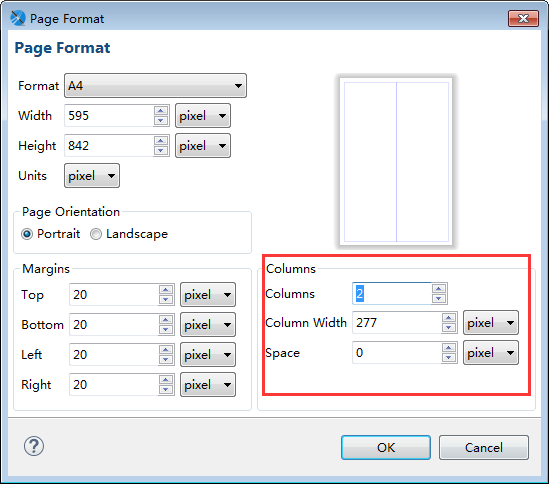 Page Format
Page Format
Format A4
Width 595 pixel
Height 842 pixel
Units pixel
Page Orientation
Portrait Landscape
Margins
Top 20 pixel
Bottom 20 pixel
Left 20 pixel
Right 20 pixel
Columns
Columns 2
Column Width 277 pixel
Space 0 pixel
?
OK Cancel